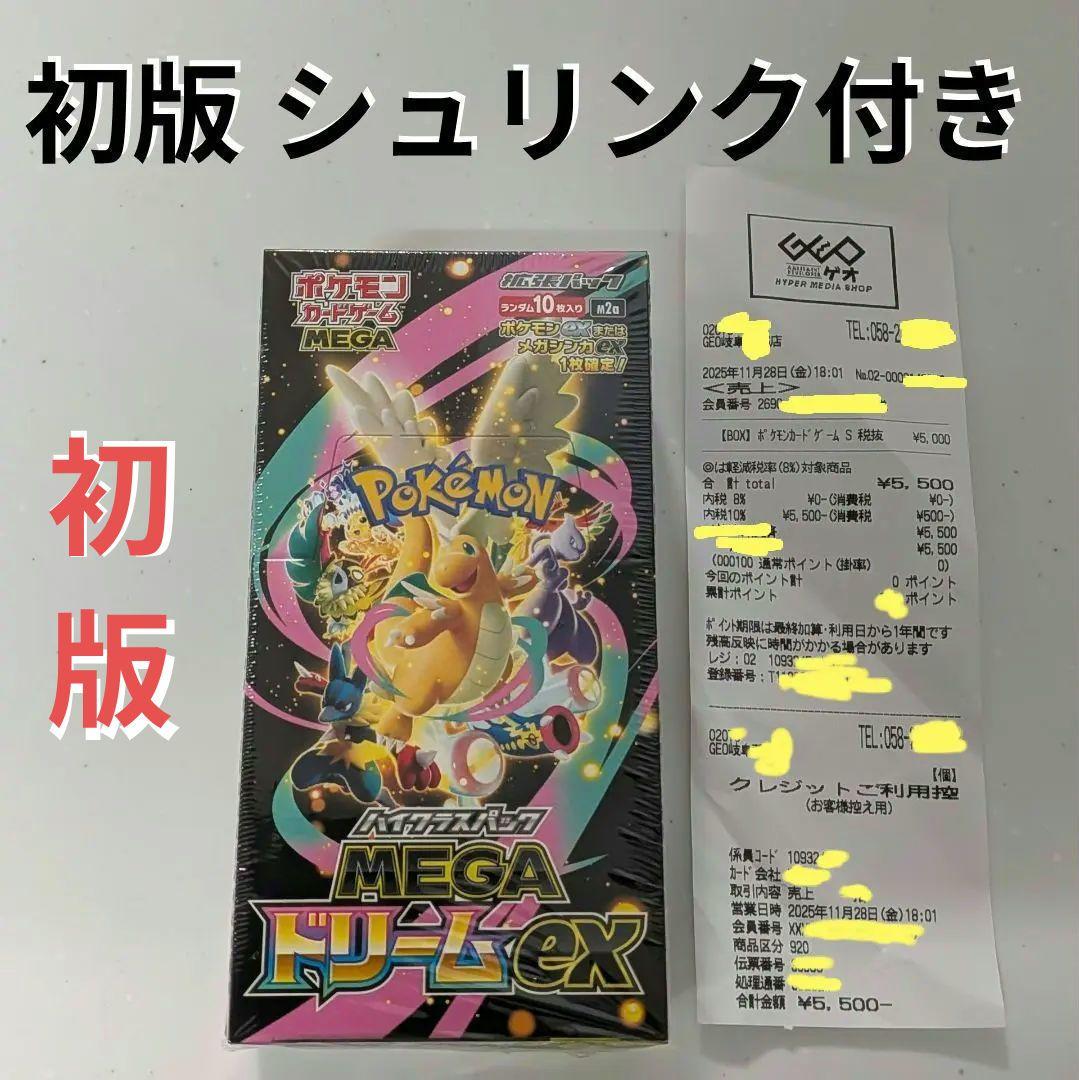 初版 シュリンク付き
初
版
ポケモン
カードゲーム
MEGA
拡張パック
ランダム10枚入り M2a
ポケモンexまたは
メガシンカex
1枚確定!
POKéMON
ハイクラスパック
MEGA
ドリームex
GEO
ゲオ
HYPER MEDIA SHOP
TEL:058-2
GEO岐 店
2025年11月28日(金)18:01 No.02-000
<売上>
会員番号 269
【BOX】ポケモンカードゲーム S 税抜 ¥5,000
◎は軽減税率(8%)対象商品
合 計 total ¥5,500
内税 8% ¥0-(消費税 ¥0-)
内税10% ¥5,500-(消費税 ¥500-)
¥5,500
¥5,500
(000100 通常ポイント(掛率) 0)
今回のポイント計 0 ポイント
累計ポイント ポイント
ポイント期限は最終加算・利用日から1年間です
残高反映に時間がかかる場合があります
レジ:02 1093
登録番号:T1
020
TEL:058-
GEO岐
【個】
クレジットご利用控
(お客様控え用)
係員コード 10932
カード会社
取引内容 売上
営業日時 2025年11月28日(金)18:01
会員番号 XX
商品区分 920
伝票番号
処理通番
合計金額 ¥5,500-